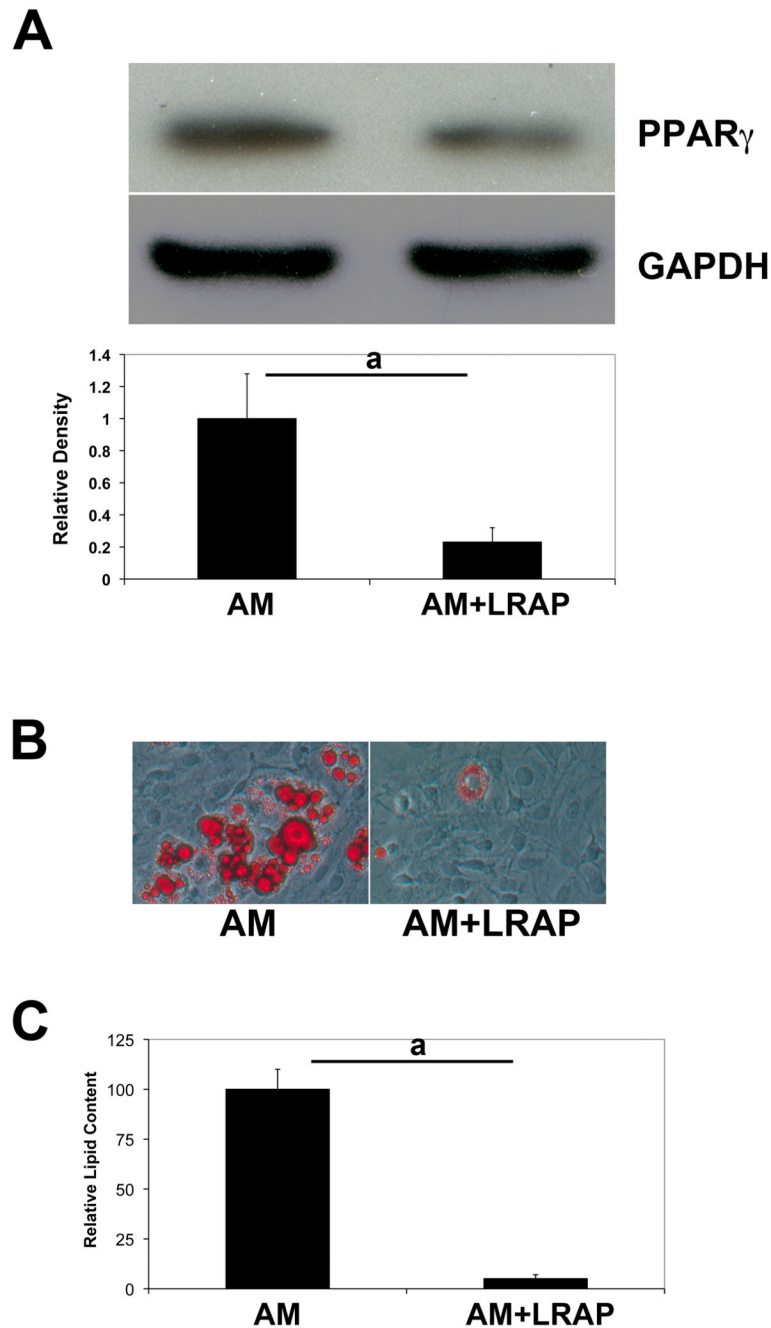 A
PPARγ
GAPDH
a
1.4
1.2
1
0.8
0.6
0.4
0.2
0
Relative Density
AM AM+LRAP
B
AM AM+LRAP
C
a
125
100
75
50
25
0
Relative Lipid Content
AM AM+LRAP